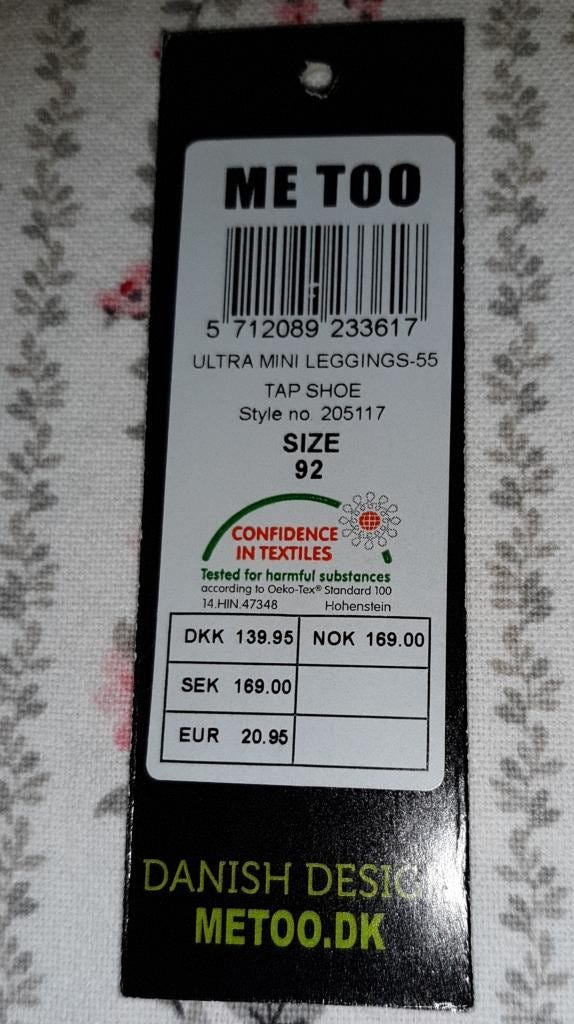 ME TOO
5 712089 233617
ULTRA MINI LEGGINGS-55
TAP SHOE
Style no. 205117
SIZE
92
CONFIDENCE
IN TEXTILES
Tested for harmful substances
according to Oeko-Tex® Standard 100
14.HIN.47348 Hohenstein
DKK 139.95 NOK 169.00
SEK 169.00
EUR 20.95
DANISH DESIG
METOO.DK